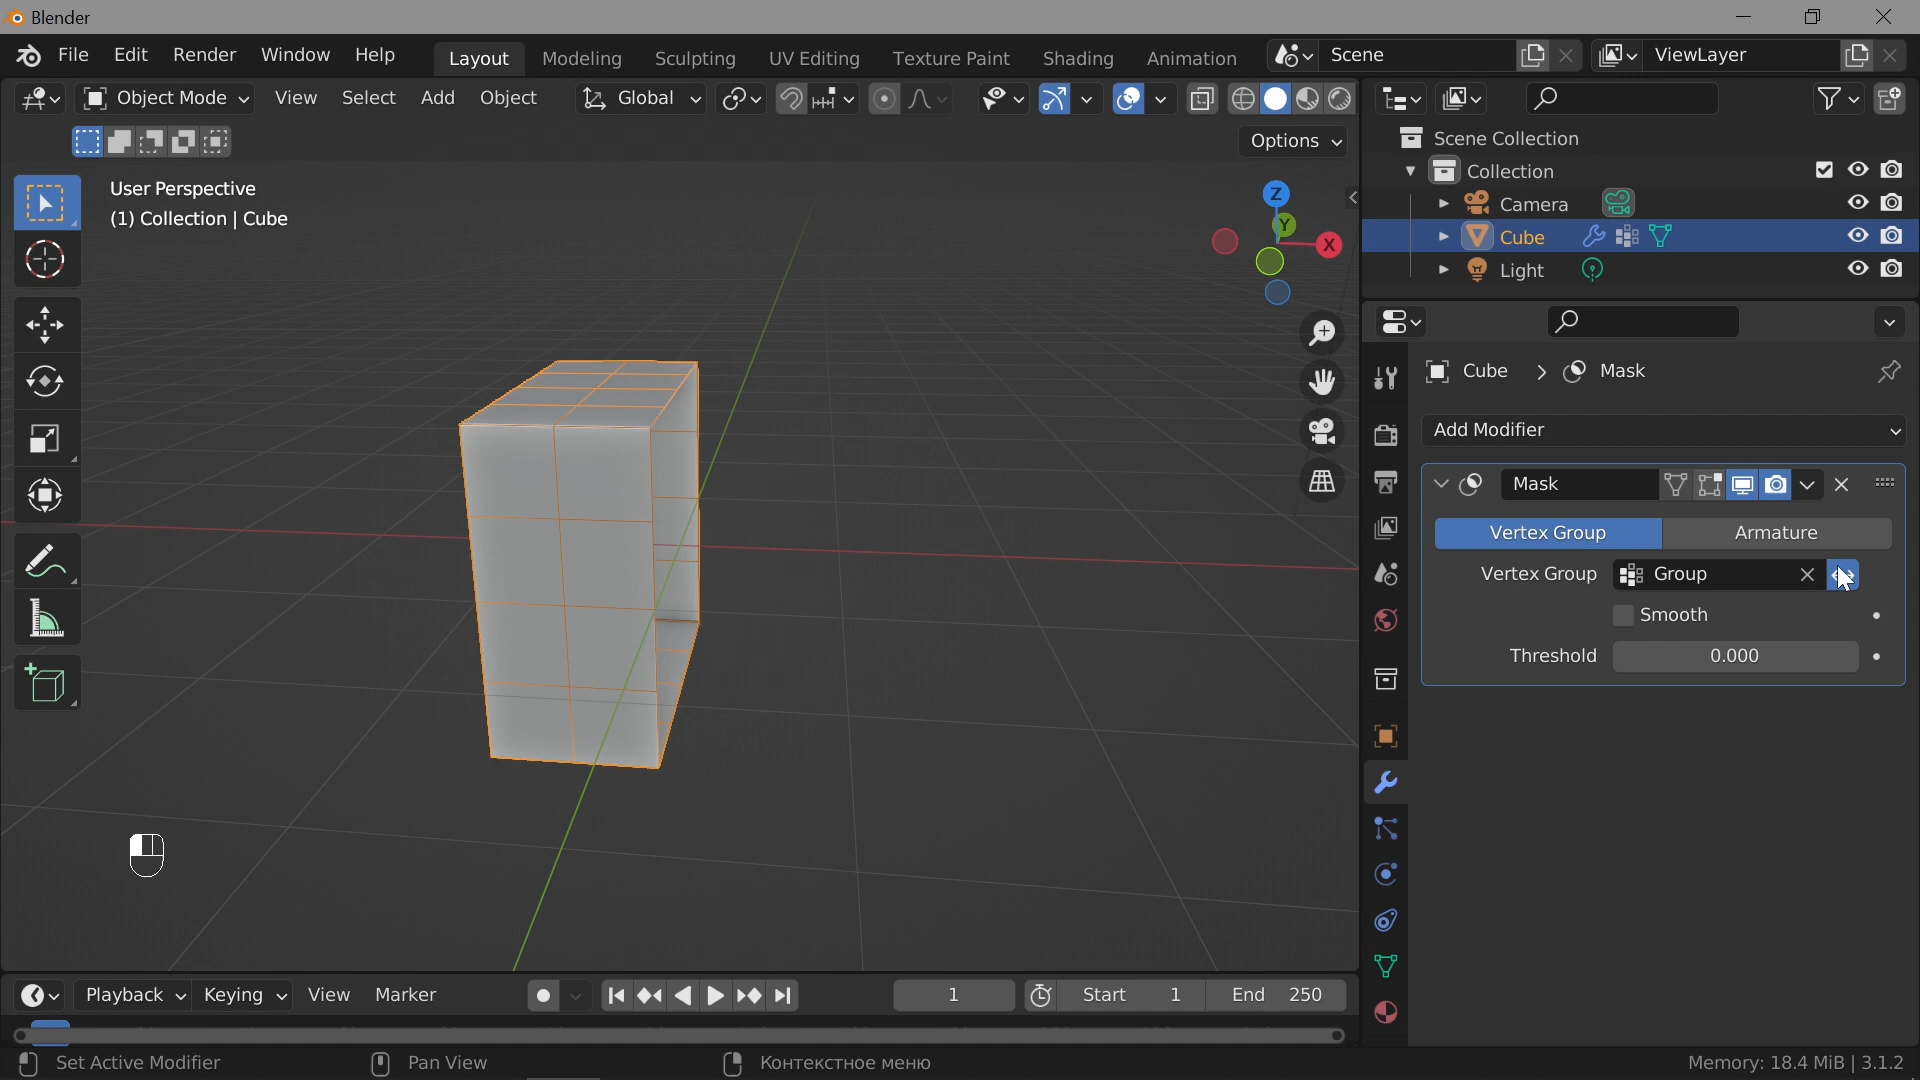 Blender
File Edit Render Window Help Layout Modeling Sculpting UV Editing Texture Paint Shading Animation Scene ViewLayer
Object Mode View Select Add Object Global
Options
User Perspective
(1) Collection | Cube
Z
Y
X
Scene Collection
Collection
Camera
Cube
Light
Cube Mask
Add Modifier
Mask
Vertex Group Armature
Vertex Group Group
Smooth
Threshold 0.000
Playback Keying View Marker 1 Start 1 End 250
Set Active Modifier Pan View Контекстное меню Memory: 18.4 MiB | 3.1.2